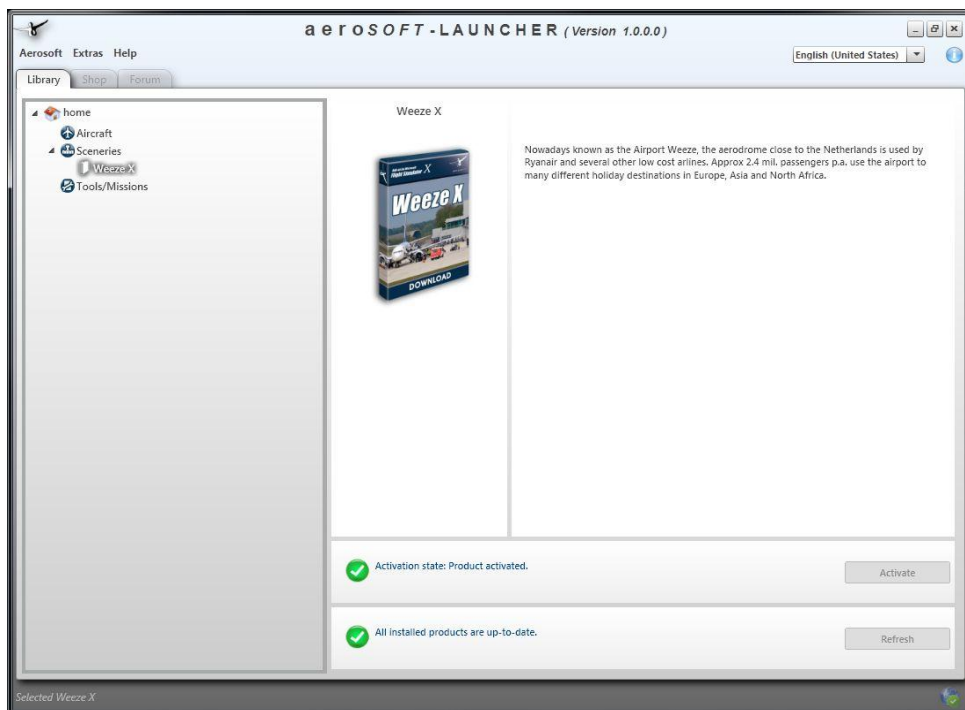 aeroSOFT-LAUNCHER (Version 1.0.0.0)
Aerosoft Extras Help
English (United States)
Library Shop Forum
home
Aircraft
Sceneries
Weeze X
Tools/Missions
Weeze X
Flight Simulator X
Weeze X
DOWNLOAD
Nowadays known as the Airport Weeze, the aerodrome close to the Netherlands is used by
Ryanair and several other low cost arlines. Approx 2.4 mil. passengers p.a. use the airport to
many different holiday destinations in Europe, Asia and North Africa.
Activation state: Product activated.
Activate
All installed products are up-to-date.
Refresh
Selected Weeze X